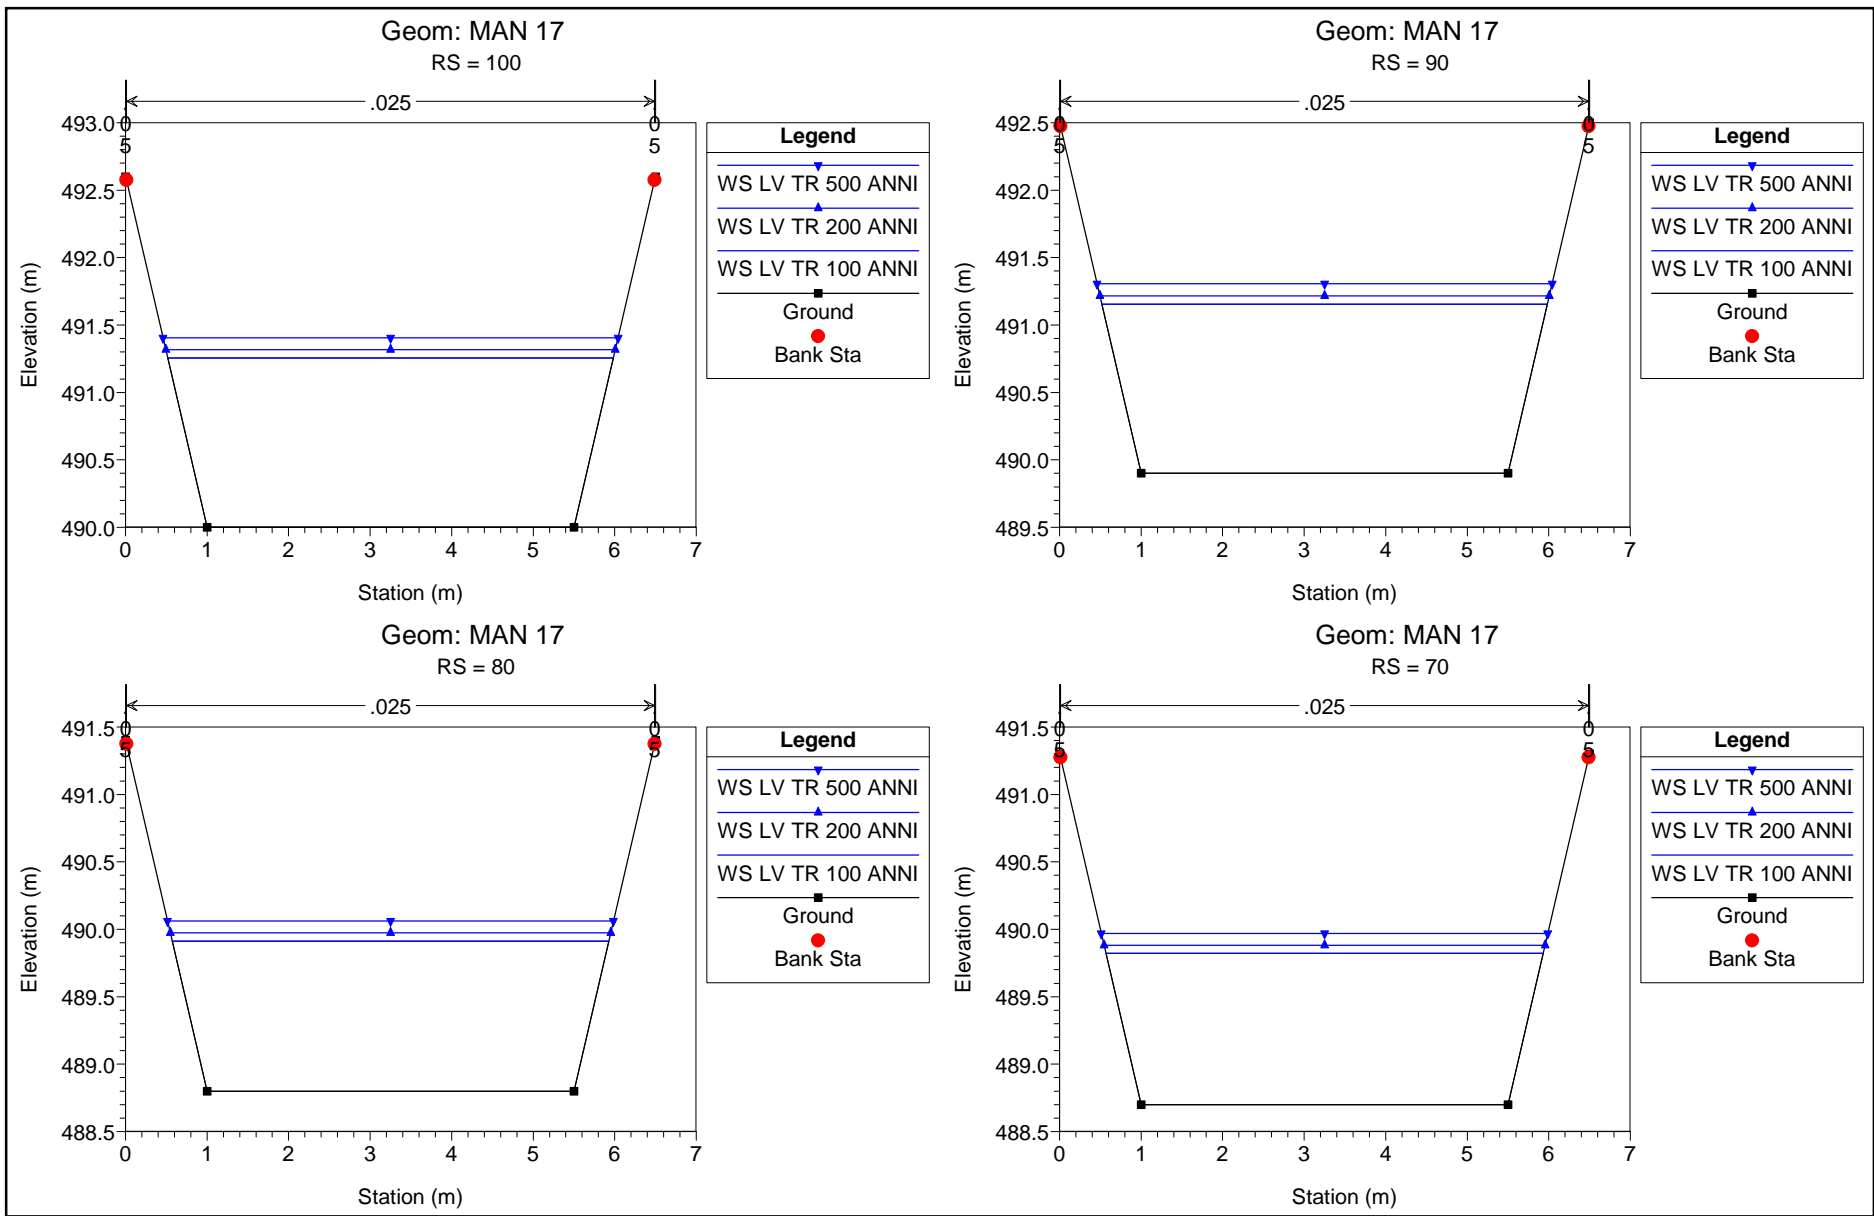 Geom: MAN 17
RS = 100
.025
.05
.05
493.0
492.5
492.0
491.5
491.0
490.5
490.0
0 1 2 3 4 5 6 7
Elevation (m)
Station (m)
Legend
WS LV TR 500 ANNI
WS LV TR 200 ANNI
WS LV TR 100 ANNI
Ground
Bank Sta
Geom: MAN 17
RS = 90
.025
.05
.05
492.5
492.0
491.5
491.0
490.5
490.0
489.5
0 1 2 3 4 5 6 7
Elevation (m)
Station (m)
Legend
WS LV TR 500 ANNI
WS LV TR 200 ANNI
WS LV TR 100 ANNI
Ground
Bank Sta
Geom: MAN 17
RS = 80
.025
.05
.05
491.5
491.0
490.5
490.0
489.5
489.0
488.5
0 1 2 3 4 5 6 7
Elevation (m)
Station (m)
Legend
WS LV TR 500 ANNI
WS LV TR 200 ANNI
WS LV TR 100 ANNI
Ground
Bank Sta
Geom: MAN 17
RS = 70
.025
.05
.05
491.5
491.0
490.5
490.0
489.5
489.0
488.5
0 1 2 3 4 5 6 7
Elevation (m)
Station (m)
Legend
WS LV TR 500 ANNI
WS LV TR 200 ANNI
WS LV TR 100 ANNI
Ground
Bank Sta